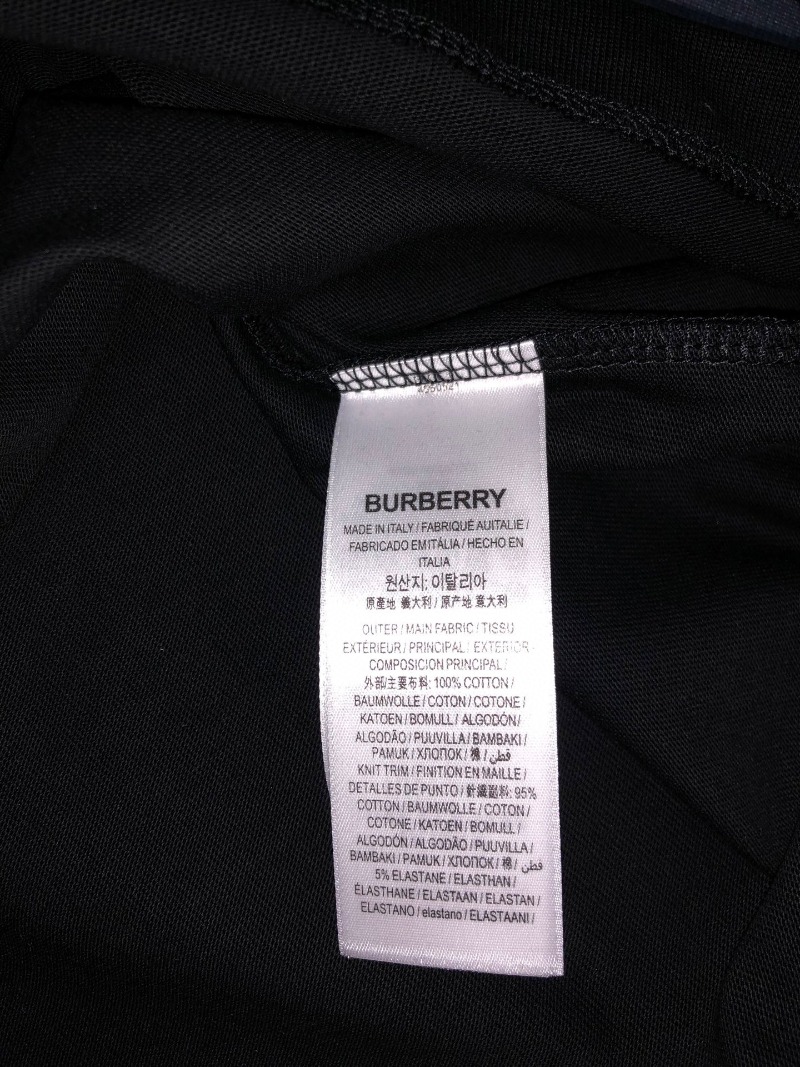 BURBERRY
MADE IN ITALY / FABRIQUÉ AUITALIE /
FABRICADO EMITÁLIA / HECHO EN
ITALIA
원산지: 이탈리아
原產地 義大利 / 原产地 意大利
OUTER / MAIN FABRIC / TISSU
EXTÉRIEUR / PRINCIPAL / EXTERIOR
COMPOSICION PRINCIPAL /
外部/主要布料: 100% COTTON /
BAUMWOLLE / COTON / COTONE /
KATOEN / BOMULL / ALGODÓN/
ALGODÃO / PUUVILLA / BAMBAKI /
PAMUK / ХЛОПОК / 棉 / قطن
KNIT TRIM / FINITION EN MAILLE /
DETALLES DE PUNTO / 針織副料: 95%
COTTON / BAUMWOLLE / COTON /
COTONE / KATOEN / BOMULL /
ALGODÓN / ALGODÃO / PUUVILLA /
BAMBAKI / PAMUK / ХЛОПОК / 棉 / قطن
5% ELASTANE / ELASTHAN /
ÉLASTHANE / ELASTAAN / ELASTAN /
ELASTANO / elastano / ELASTAANI /